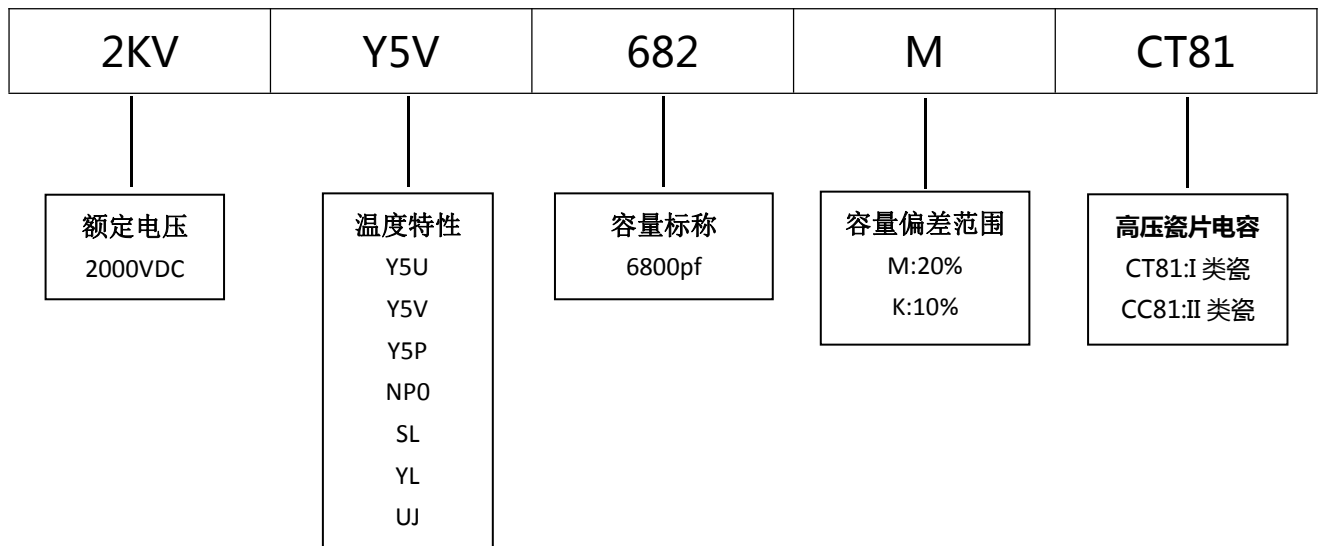 2KV Y5V 682 M CT81
额定电压
2000VDC
温度特性
Y5U
Y5V
Y5P
NP0
SL
YL
UJ
容量标称
6800pf
容量偏差范围
M:20%
K:10%
高压瓷片电容
CT81:I 类瓷
CC81:II 类瓷